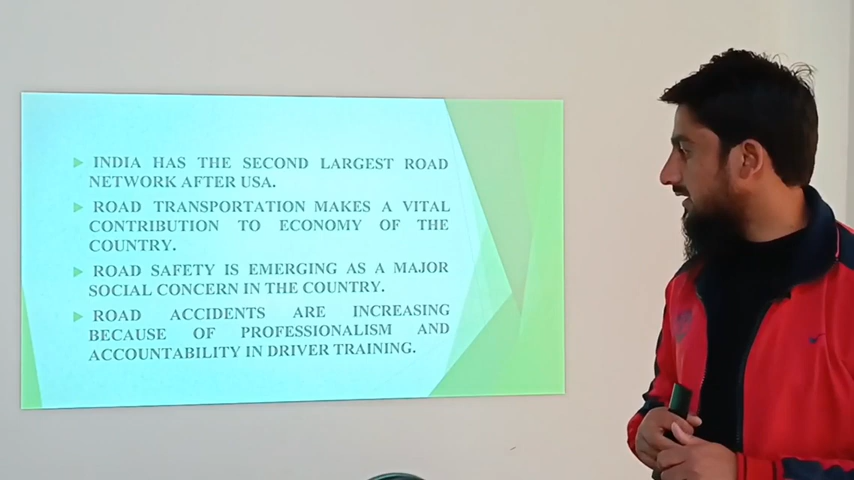 INDIA HAS THE SECOND LARGEST ROAD
NETWORK AFTER USA.
ROAD TRANSPORTATION MAKES A VITAL
CONTRIBUTION TO ECONOMY OF THE
COUNTRY.
ROAD SAFETY IS EMERGING AS A MAJOR
SOCIAL CONCERN IN THE COUNTRY.
ROAD ACCIDENTS ARE INCREASING
BECAUSE OF PROFESSIONALISM AND
ACCOUNTABILITY IN DRIVER TRAINING.